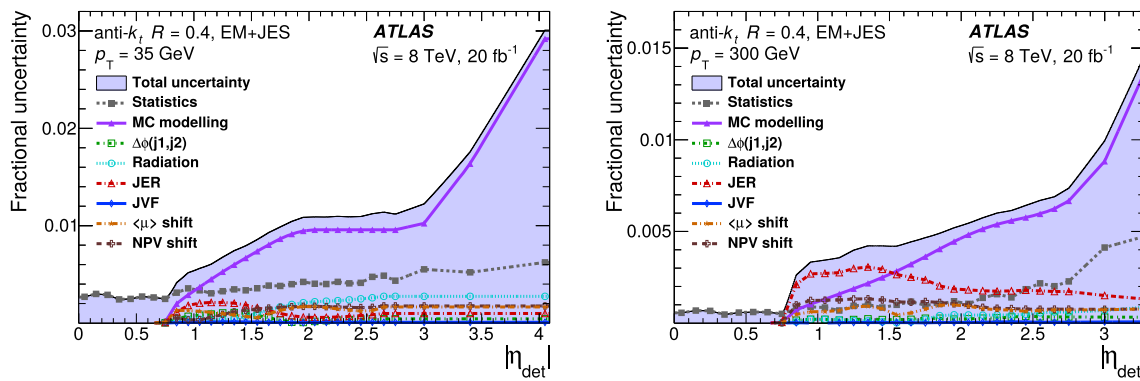 anti-k_t R = 0.4, EM+JES
p_T = 35 GeV
ATLAS
√s = 8 TeV, 20 fb⁻¹
Total uncertainty
Statistics
MC modelling
Δϕ(j1,j2)
Radiation
JER
JVF
<μ> shift
NPV shift
Fractional uncertainty
0.03
0.02
0.01
0 0.5 1 1.5 2 2.5 3 3.5 4
|η_det|
anti-k_t R = 0.4, EM+JES
p_T = 300 GeV
ATLAS
√s = 8 TeV, 20 fb⁻¹
Total uncertainty
Statistics
MC modelling
Δϕ(j1,j2)
Radiation
JER
JVF
<μ> shift
NPV shift
Fractional uncertainty
0.015
0.01
0.005
0 0.5 1 1.5 2 2.5 3
|η_det|